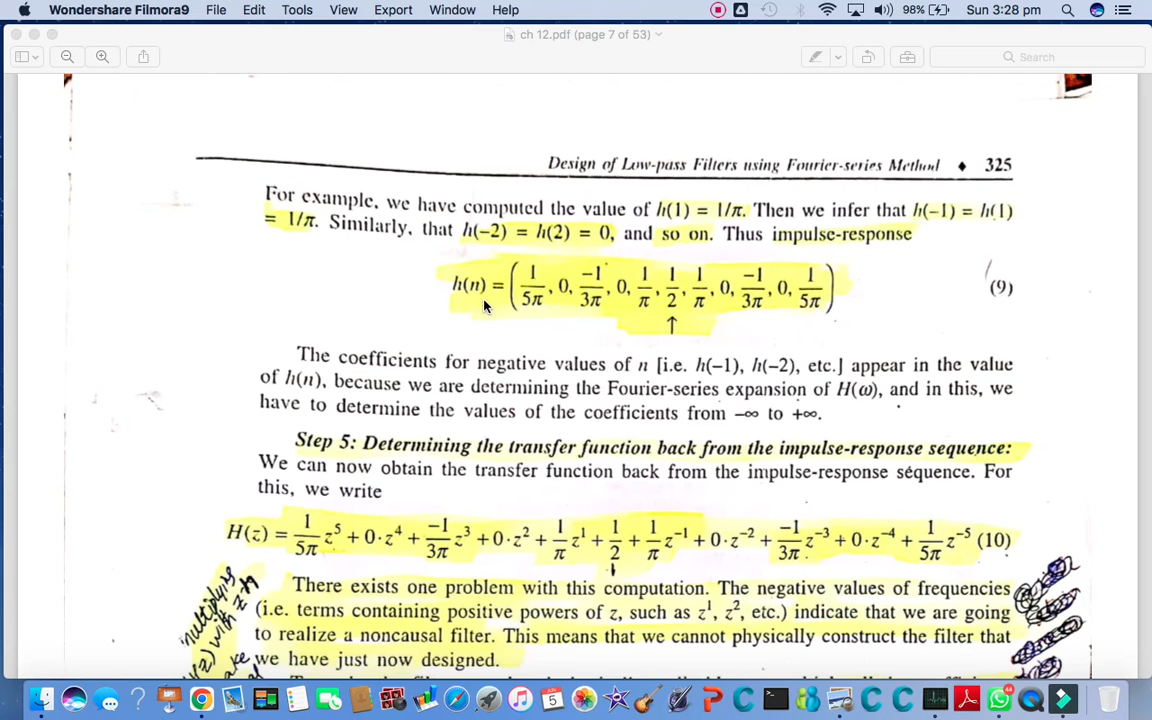 Wondershare Filmora9 File Edit Tools View Export Window Help 98% Sun 3:28 pm
ch 12.pdf (page 7 of 53)
Search
Design of Low-pass Filters using Fourier-series Method ♦ 325
For example, we have computed the value of h(1) = 1/π. Then we infer that h(−1) = h(1)
= 1/π. Similarly, that h(−2) = h(2) = 0, and so on. Thus impulse-response
h(n) = (1/5π, 0, −1/3π, 0, 1/π, 1/2, 1/π, 0, −1/3π, 0, 1/5π) (9)
↑
The coefficients for negative values of n [i.e. h(−1), h(−2), etc.] appear in the value
of h(n), because we are determining the Fourier-series expansion of H(ω), and in this, we
have to determine the values of the coefficients from −∞ to +∞.
Step 5: Determining the transfer function back from the impulse-response sequence:
We can now obtain the transfer function back from the impulse-response sequence. For
this, we write
H(z) = 1/5π z⁵ + 0·z⁴ + −1/3π z³ + 0·z² + 1/π z¹ + 1/2 + 1/π z⁻¹ + 0·z⁻² + −1/3π z⁻³ + 0·z⁻⁴ + 1/5π z⁻⁵ (10)
There exists one problem with this computation. The negative values of frequencies
(i.e. terms containing positive powers of z, such as z¹, z², etc.) indicate that we are going
to realize a noncausal filter. This means that we cannot physically construct the filter that
we have just now designed.
multiplying